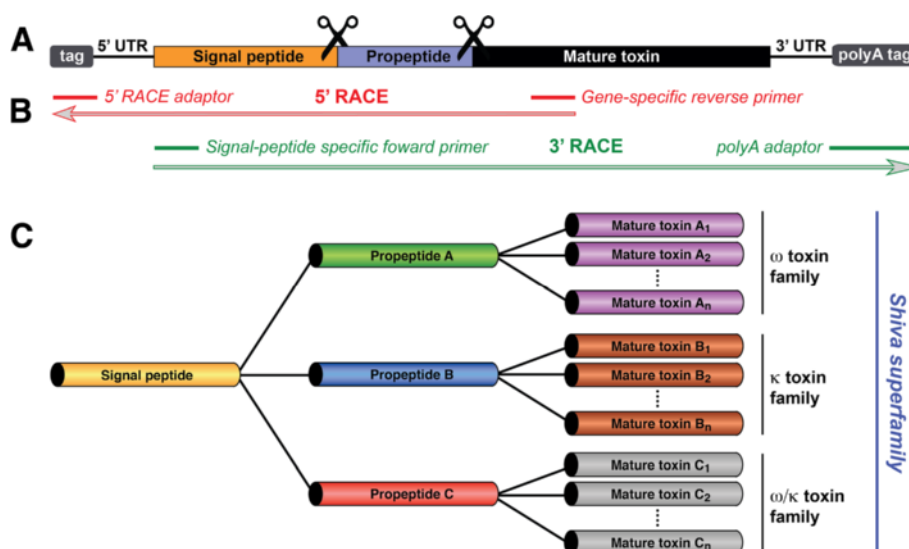 A
tag
5’ UTR
Signal peptide
Propeptide
Mature toxin
3’ UTR
polyA tag
B
5’ RACE adaptor
5’ RACE
Gene-specific reverse primer
Signal-peptide specific foward primer
3’ RACE
polyA adaptor
C
Signal peptide
Propeptide A
Mature toxin A1
Mature toxin A2
Mature toxin An
ω toxin
family
Propeptide B
Mature toxin B1
Mature toxin B2
Mature toxin Bn
κ toxin
family
Propeptide C
Mature toxin C1
Mature toxin C2
Mature toxin Cn
ω/κ toxin
family
Shiva superfamily